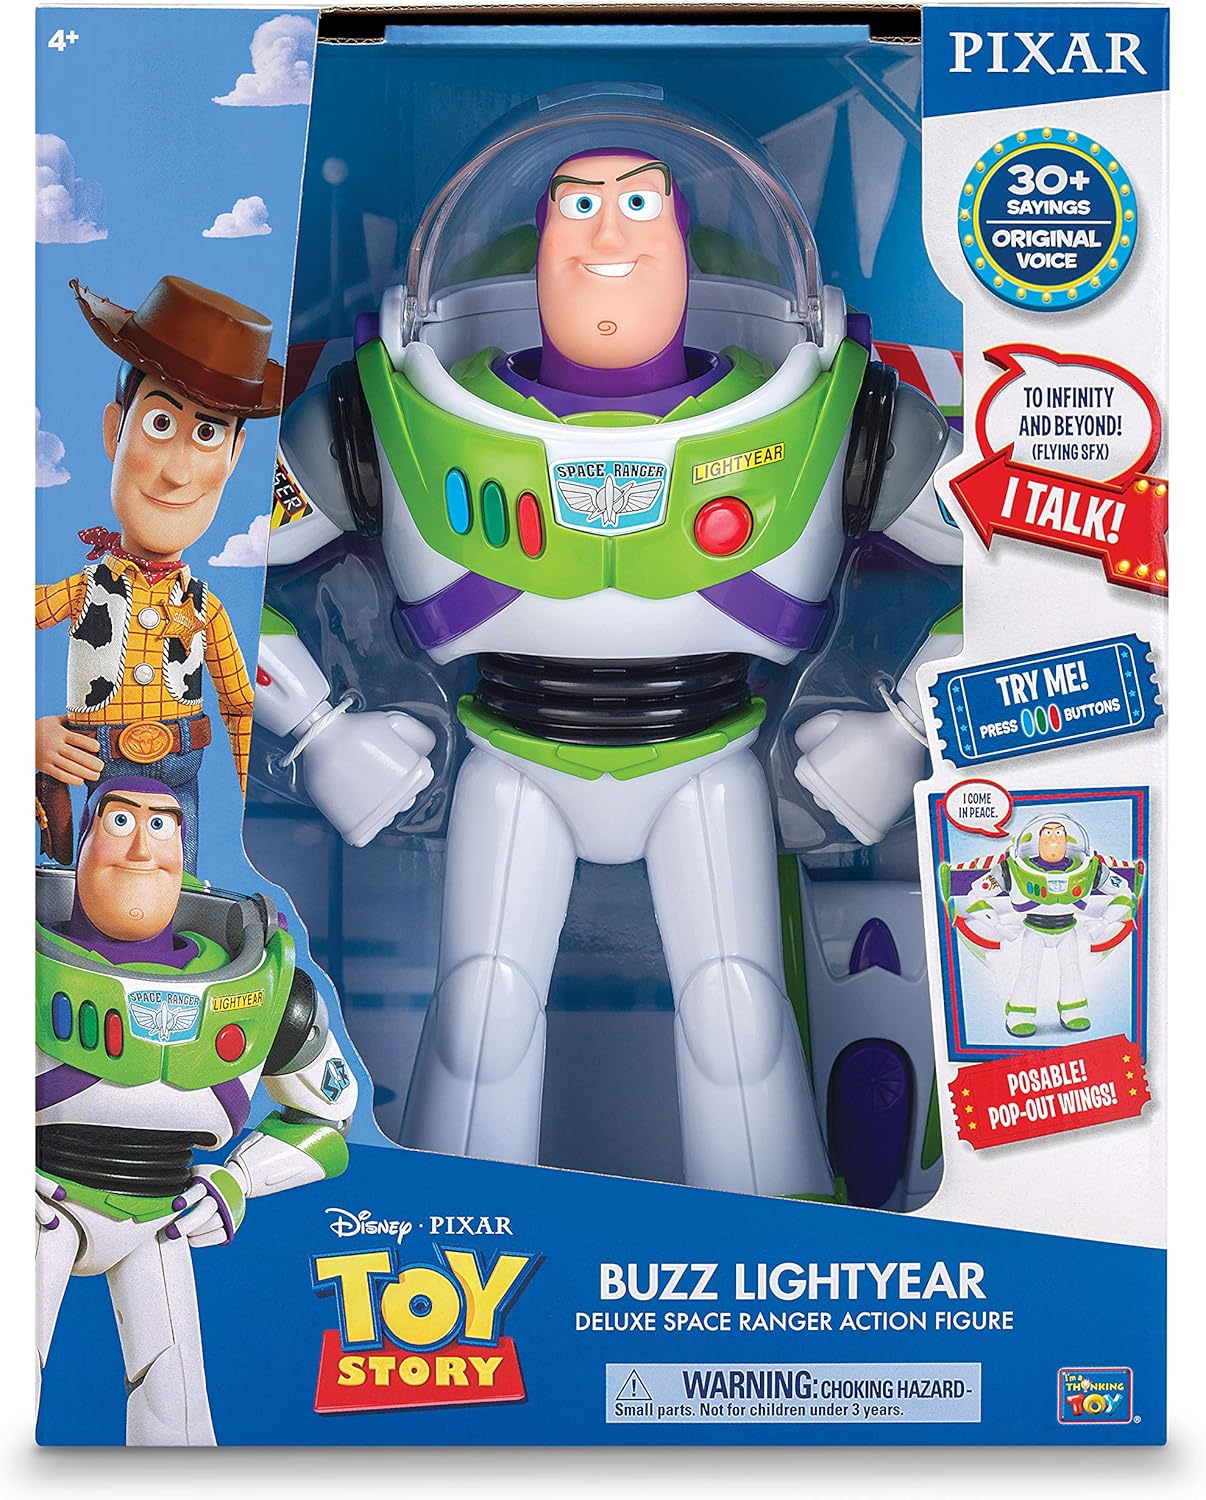 4+
PIXAR
30+
SAYINGS
ORIGINAL
VOICE
TO INFINITY
AND BEYOND!
(FLYING SFX)
I TALK!
SPACE RANGER
LIGHTYEAR
TRY ME!
PRESS BUTTONS
I COME
IN PEACE.
POSABLE!
POP-OUT WINGS!
SPACE RANGER
LIGHTYEAR
Disney · PIXAR
TOY
STORY
BUZZ LIGHTYEAR
DELUXE SPACE RANGER ACTION FIGURE
WARNING: CHOKING HAZARD-
Small parts. Not for children under 3 years.
I'm a
THINKING
TOY
®